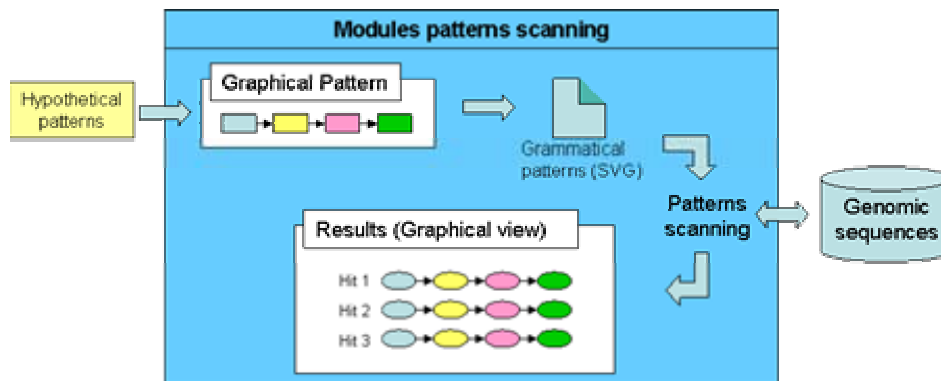 Modules patterns scanning
Hypothetical
patterns
Graphical Pattern
Grammatical
patterns (SVG)
Patterns
scanning
Genomic
sequences
Results (Graphical view)
Hit 1
Hit 2
Hit 3